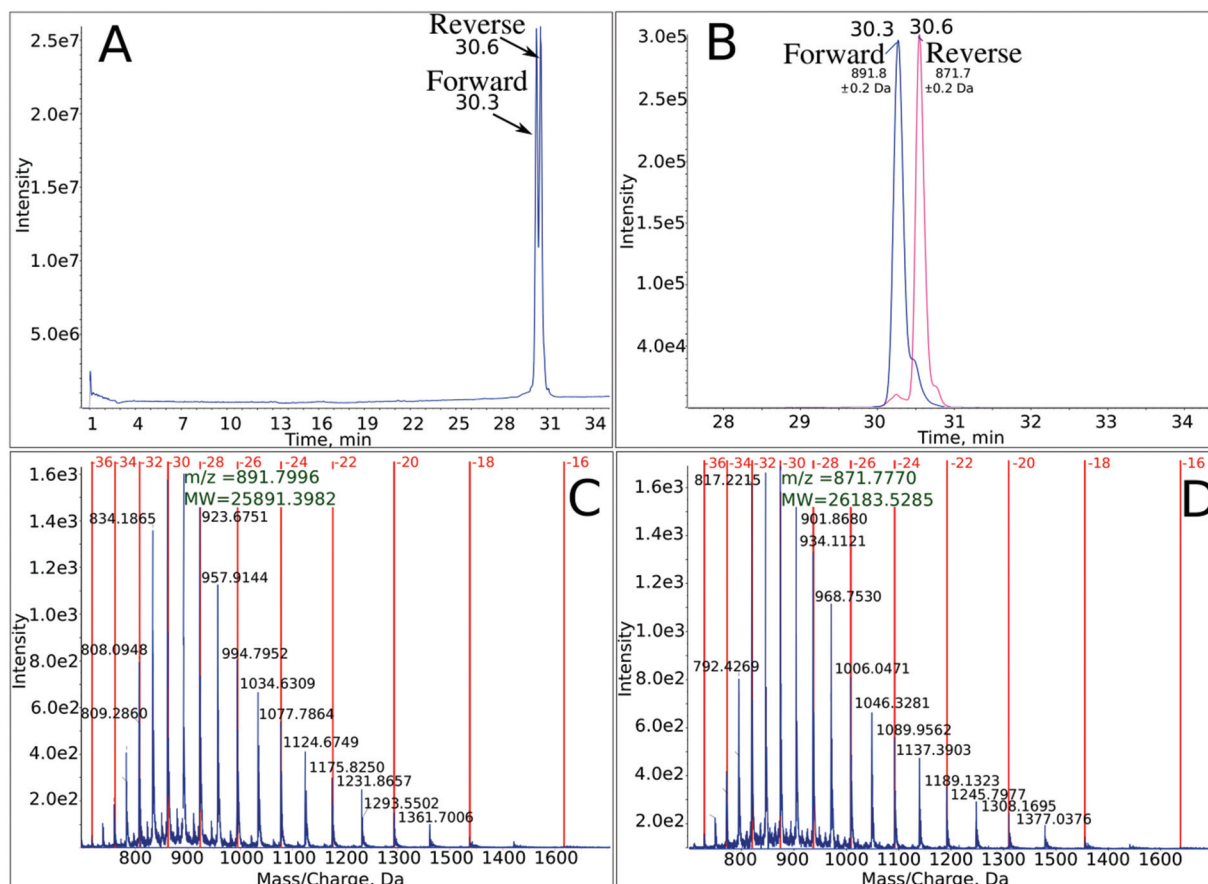 A
Reverse
30.6
Forward
30.3
2.5e7
2.0e7
1.5e7
1.0e7
5.0e6
Intensity
1 4 7 10 13 16 19 22 26 29 31 34
Time, min
B
30.3 30.6
Forward Reverse
891.8 871.7
±0.2 Da ±0.2 Da
3.0e5
2.5e5
2.0e5
1.5e5
1.0e5
4.0e4
Intensity
28 29 30 31 32 33 34
Time, min
-36 -34 -32 -30 -28 -26 -24 -22 -20 -18 -16
m/z =891.7996
MW=25891.3982
C
1.6e3
1.4e3
1.2e3
1.0e3
8.0e2
6.0e2
4.0e2
2.0e2
Intensity
834.1865
923.6751
957.9144
808.0948
994.7952
809.2860
1034.6309
1077.7864
1124.6749
1175.8250
1231.8657
1293.5502
1361.7006
800 900 1000 1100 1200 1300 1500 1400 1600
Mass/Charge, Da
-36 -34 -32 -30 -28 -26 -24 -22 -20 -18 -16
817.2215
m/z =871.7770
MW=26183.5285
D
1.6e3
1.4e3
1.2e3
1.0e3
8.0e2
6.0e2
4.0e2
2.0e2
Intensity
901.8680
934.1121
968.7530
792.4269
1006.0471
1046.3281
1089.9562
1137.3903
1189.1323
1245.7977
1308.1695
1377.0376
800 900 1000 1100 1200 1300 1500 1400 1600
Mass/Charge, Da